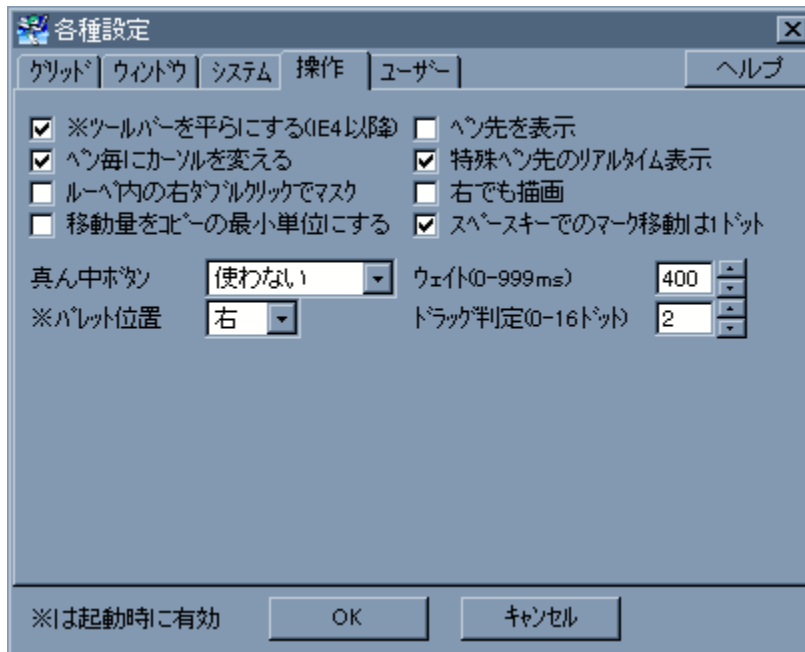 各種設定
ｸﾞﾘｯﾄﾞ ｳｨﾝﾄﾞｳ ｼｽﾃﾑ 操作 ﾕｰｻﾞｰ ヘルプ
※ﾂｰﾙﾊﾞｰを平らにする(IE4以降) ﾍﾟﾝ先を表示
ﾍﾟﾝ毎にｶｰｿﾙを変える 特殊ﾍﾟﾝ先のﾘｱﾙﾀｲﾑ表示
ﾙｰﾍﾟ内の右ﾀﾞﾌﾞﾙｸﾘｯｸでﾏｽｸ 右でも描画
移動量をｺﾋﾟｰの最小単位にする ｽﾍﾟｰｽｷｰでのﾏｰｸ移動は1ﾄﾞｯﾄ
真ん中ﾎﾞﾀﾝ 使わない ｳｪｲﾄ(0-999ms) 400
※ﾊﾟﾚｯﾄ位置 右 ﾄﾞﾗｯｸﾞ判定(0-16ﾄﾞｯﾄ) 2
※は起動時に有効 OK ｷｬﾝｾﾙ